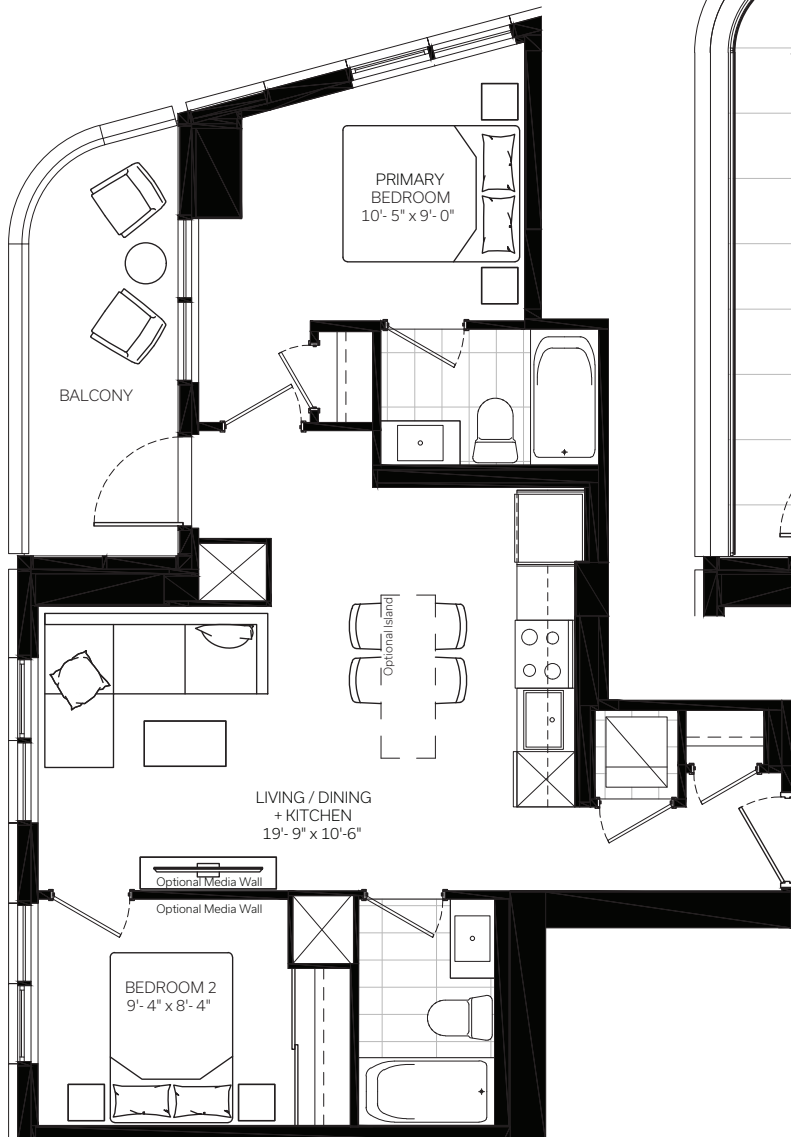 PRIMARY
BEDROOM
10'- 5" x 9'- 0"
BALCONY
Optional Island
LIVING / DINING
+ KITCHEN
19'- 9" x 10'-6"
Optional Media Wall
Optional Media Wall
BEDROOM 2
9'- 4" x 8'- 4"